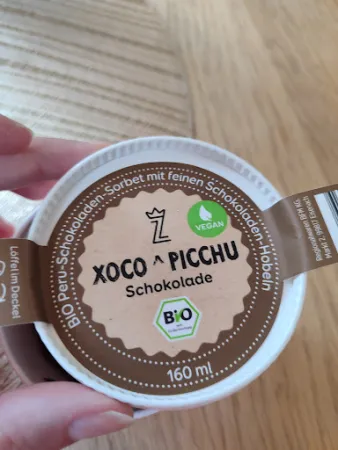 BIO Peru-Schokoladen-Sorbet mit feinen Schokoladen-Hobeln
VEGAN
XOCO ^ PICCHU
Schokolade
BiO
160 ml
Löffel im Deckel